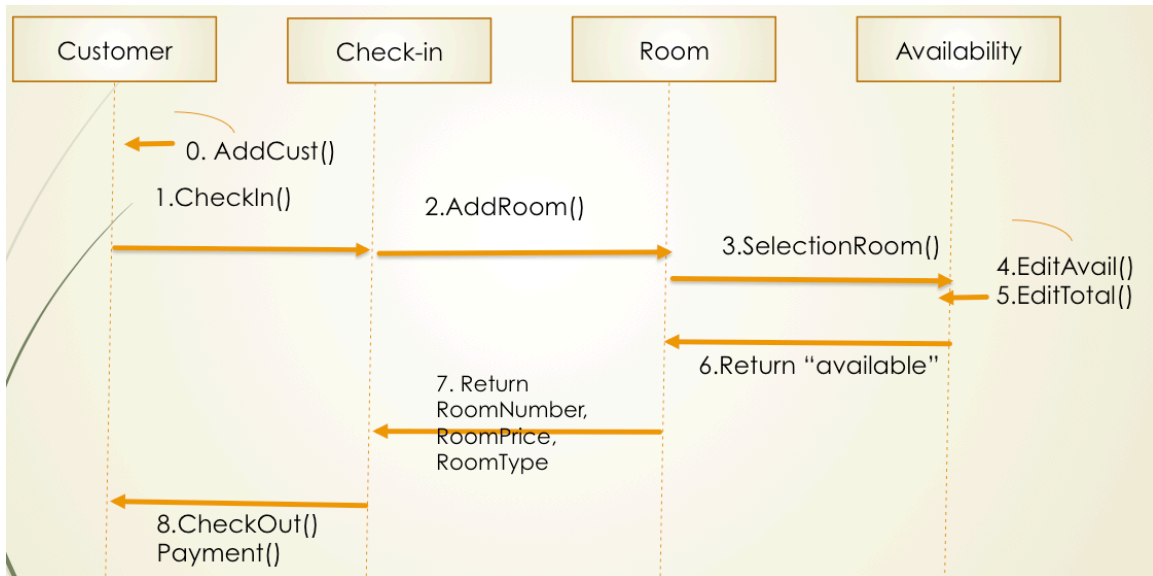 Customer
Check-in
Room
Availability
0. AddCust()
1.CheckIn()
2.AddRoom()
3.SelectionRoom()
4.EditAvail()
5.EditTotal()
6.Return “available”
7. Return
RoomNumber,
RoomPrice,
RoomType
8.CheckOut()
Payment()